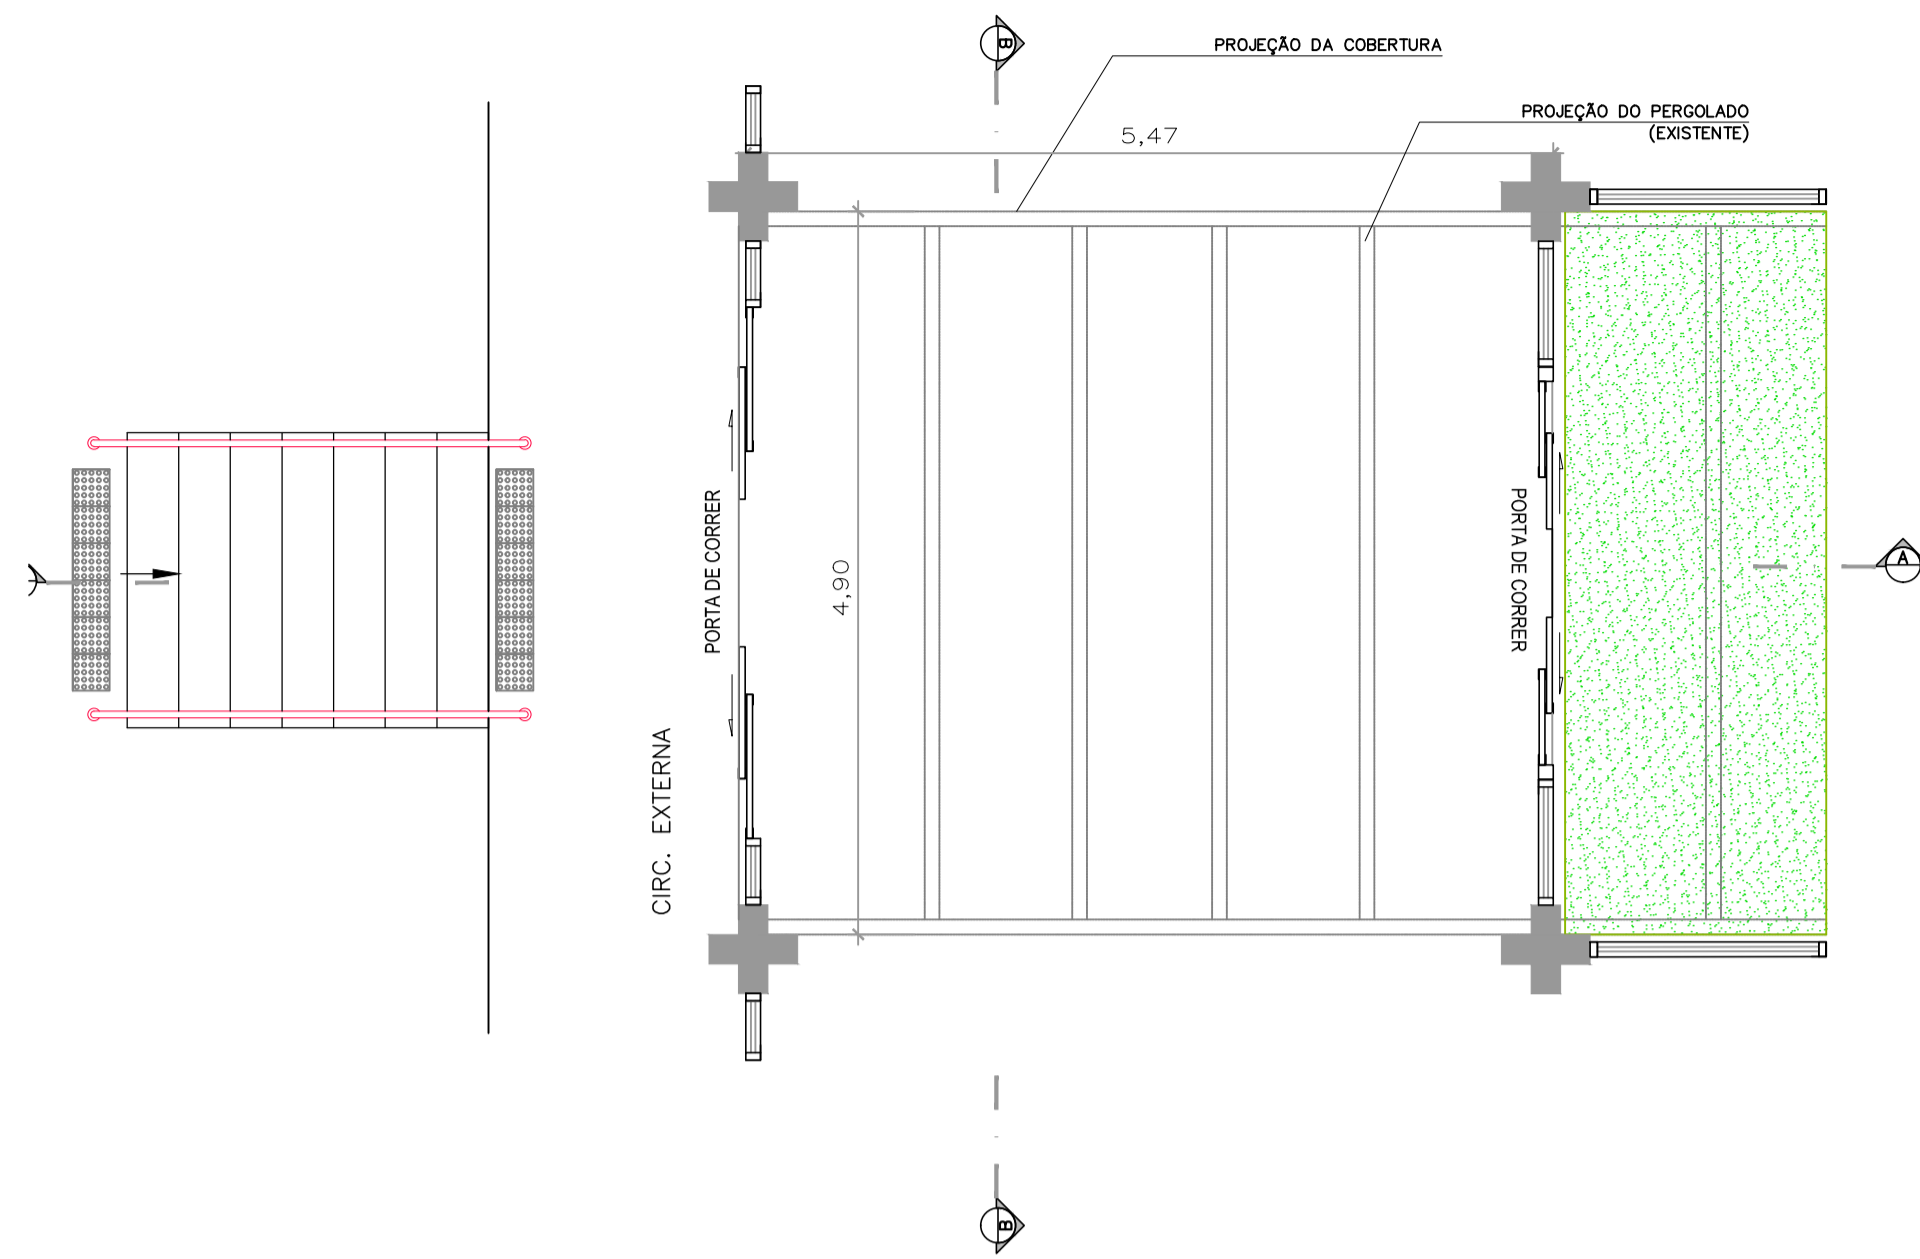 B
PROJEÇÃO DA COBERTURA
PROJEÇÃO DO PERGOLADO
(EXISTENTE)
5,47
PORTA DE CORRER
4,90
PORTA DE CORRER
A
CIRC. EXTERNA
B